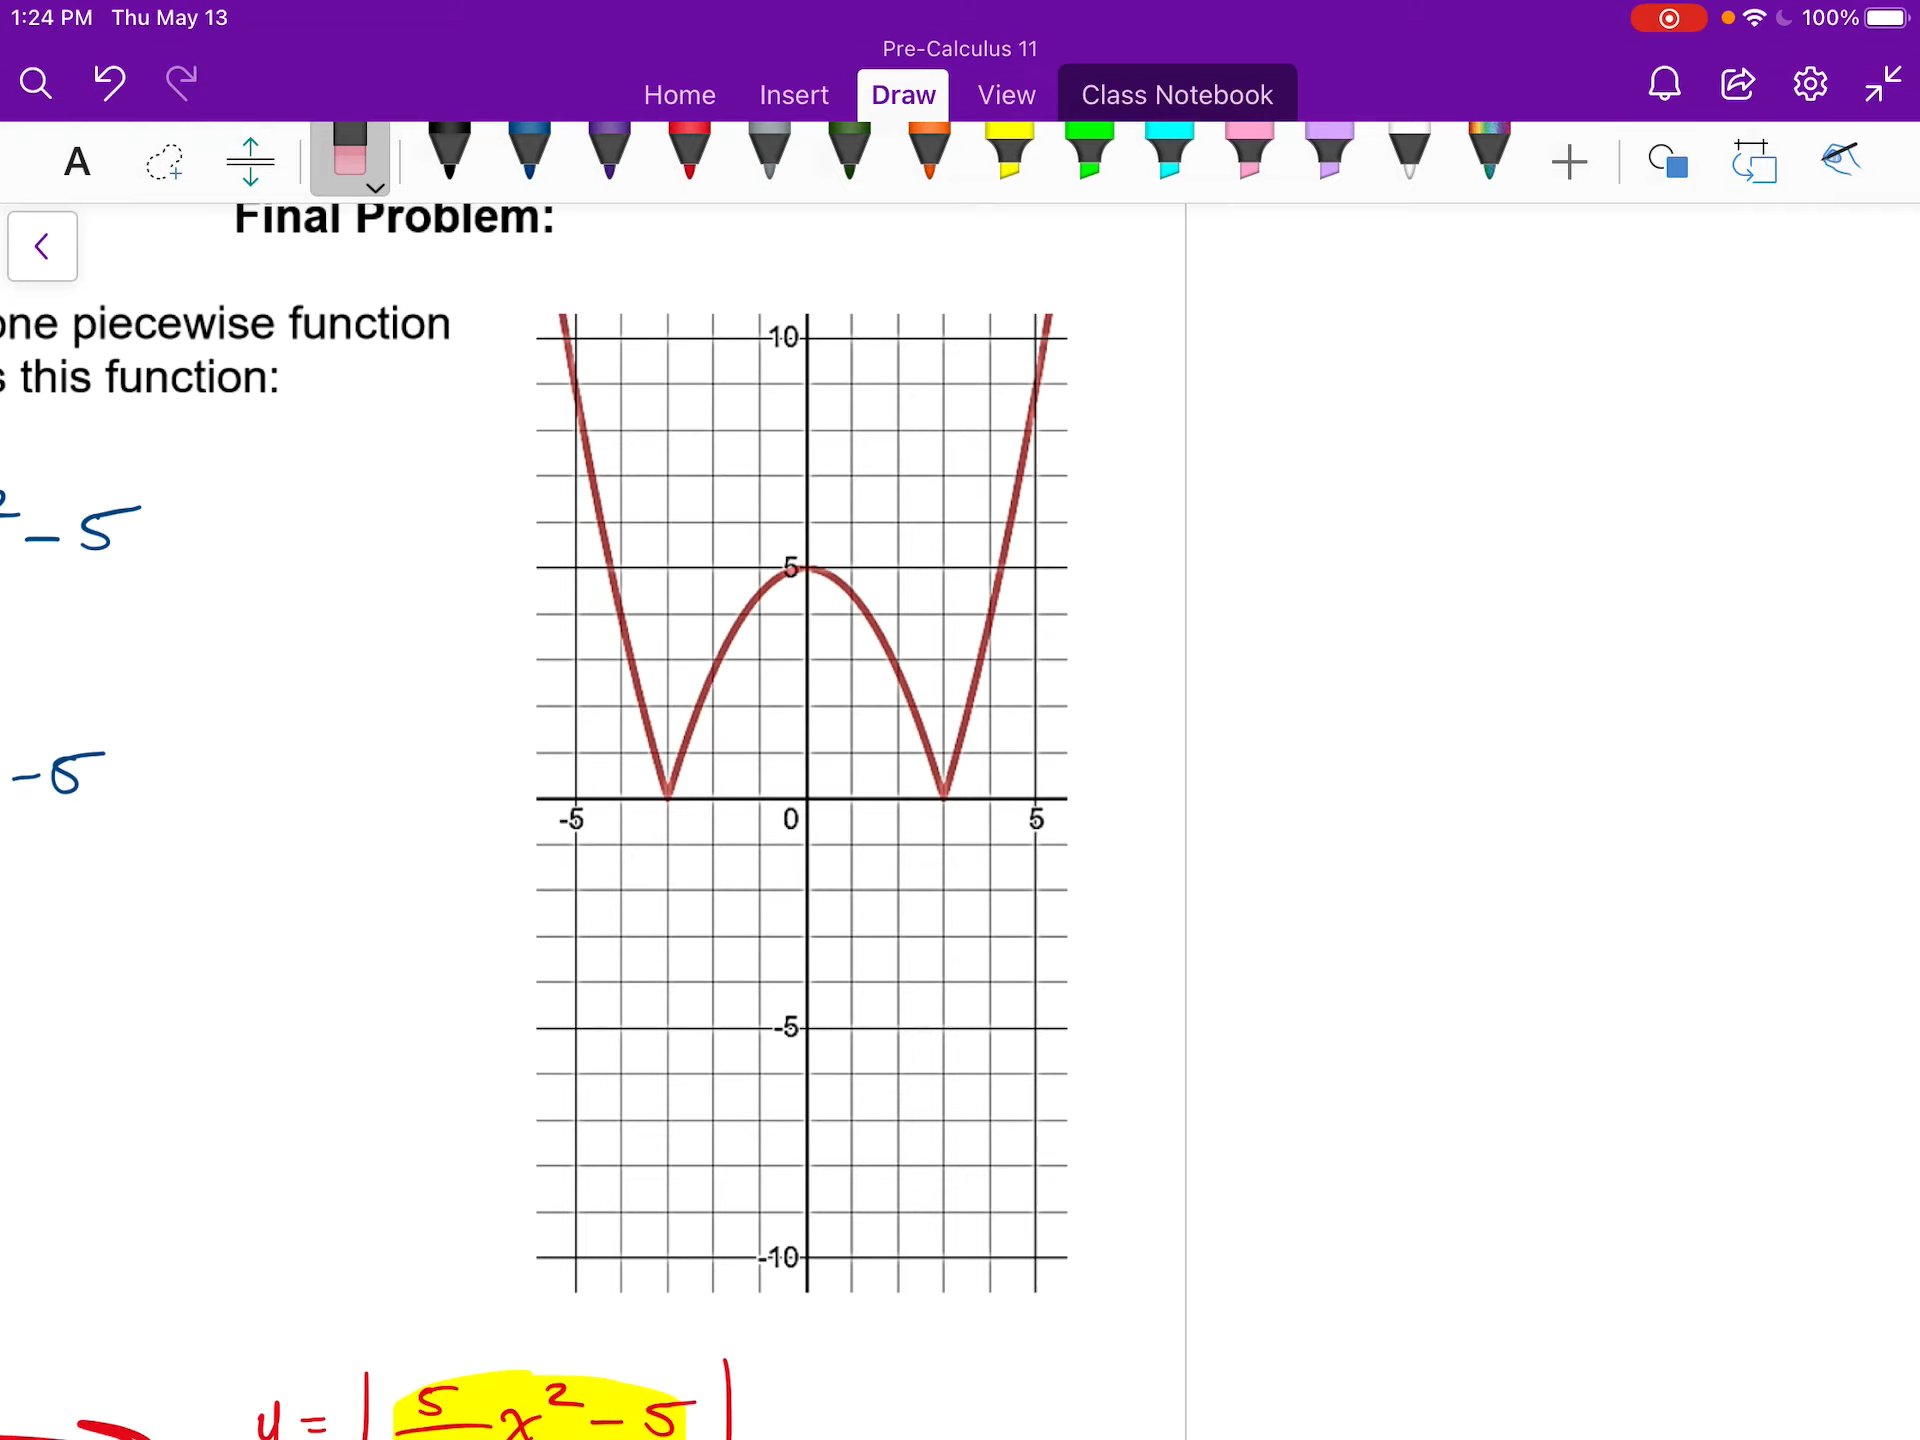 1:24 PM Thu May 13
100%
Pre-Calculus 11
Home Insert Draw View Class Notebook
A
Final Problem:
one piecewise function
s this function:
2 - 5
-5
10
5
-5 0 5
-5
-10
y = | 5 x² - 5 |